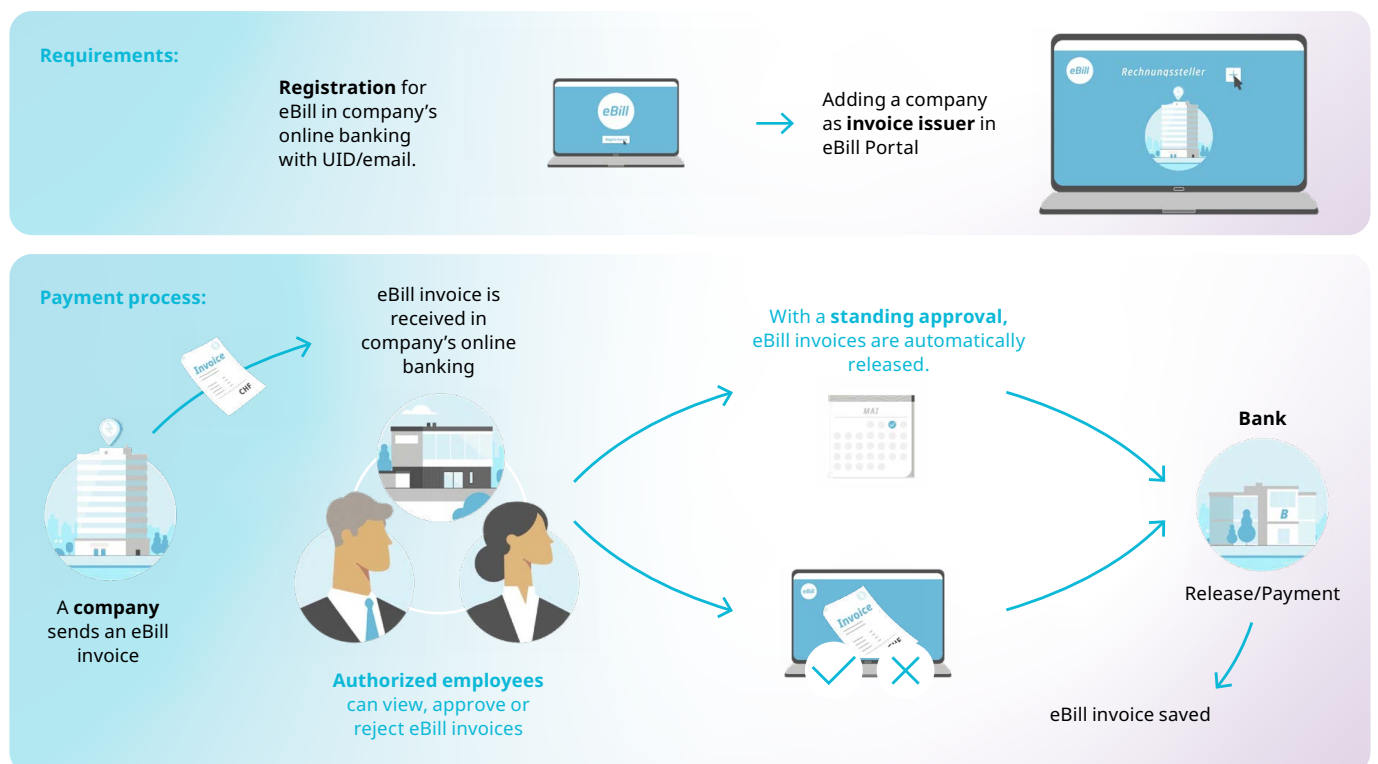 Requirements:
Registration for
eBill in company's
online banking
with UID/email.
eBill
Adding a company
as invoice issuer in
eBill Portal
eBill
Rechnungssteller
Payment process:
Invoice
CHF
A company
sends an eBill
invoice
eBill invoice is
received in
company's online
banking
Authorized employees
can view, approve or
reject eBill invoices
With a standing approval,
eBill invoices are automatically
released.
MAI
eBill
Invoice
Bank
B
Release/Payment
eBill invoice saved